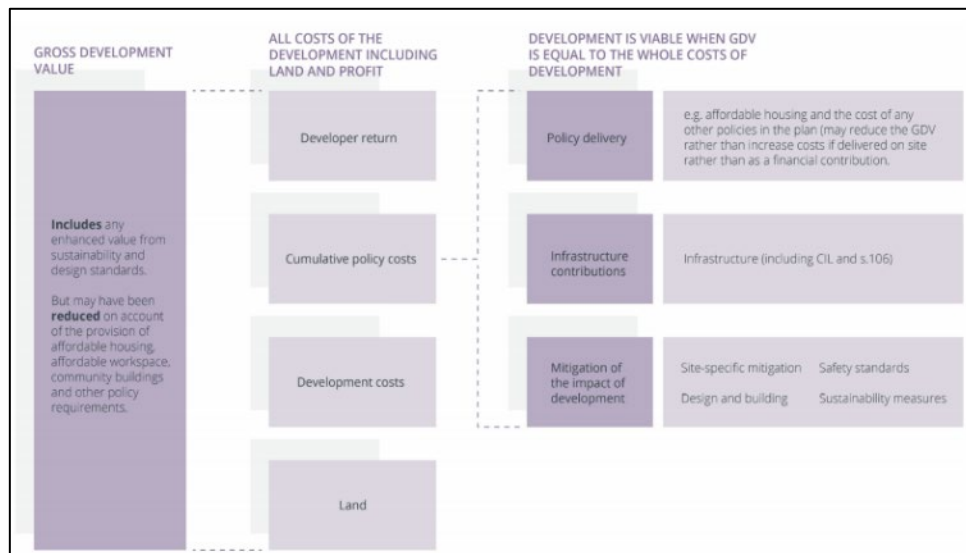 GROSS DEVELOPMENT
VALUE
ALL COSTS OF THE
DEVELOPMENT INCLUDING
LAND AND PROFIT
DEVELOPMENT IS VIABLE WHEN GDV
IS EQUAL TO THE WHOLE COSTS OF
DEVELOPMENT
Includes any
enhanced value from
sustainability and
design standards.
But may have been
reduced on account
of the provision of
affordable housing,
affordable workspace,
community buildings
and other policy
requirements.
Developer return
Cumulative policy costs
Development costs
Land
Policy delivery
e.g. affordable housing and the cost of any
other policies in the plan (may reduce the GDV
rather than increase costs if delivered on site
rather than as a financial contribution.
Infrastructure
contributions
Infrastructure (including CIL and s.106)
Mitigation of
the impact of
development
Site-specific mitigation Safety standards
Design and building Sustainability measures